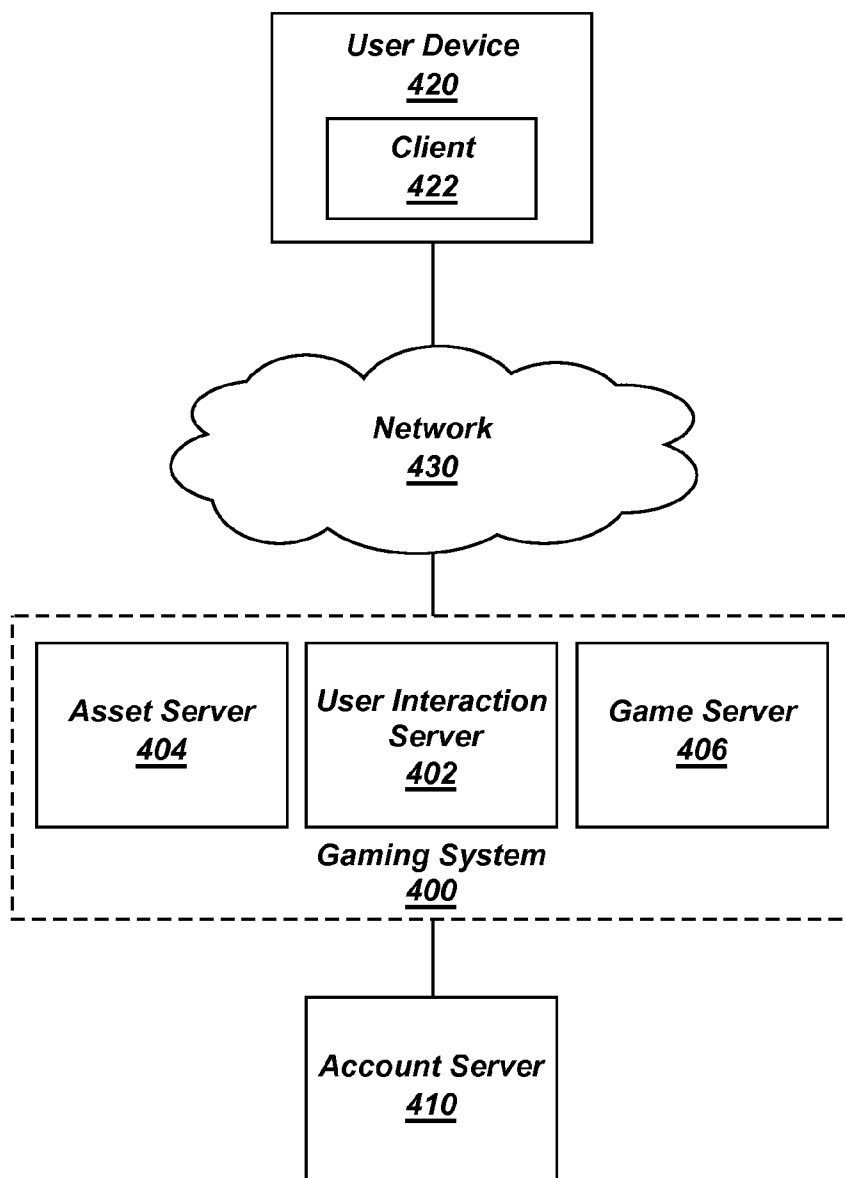 User Device
420
Client
422
Network
430
Asset Server
404
User Interaction
Server
402
Game Server
406
Gaming System
400
Account Server
410